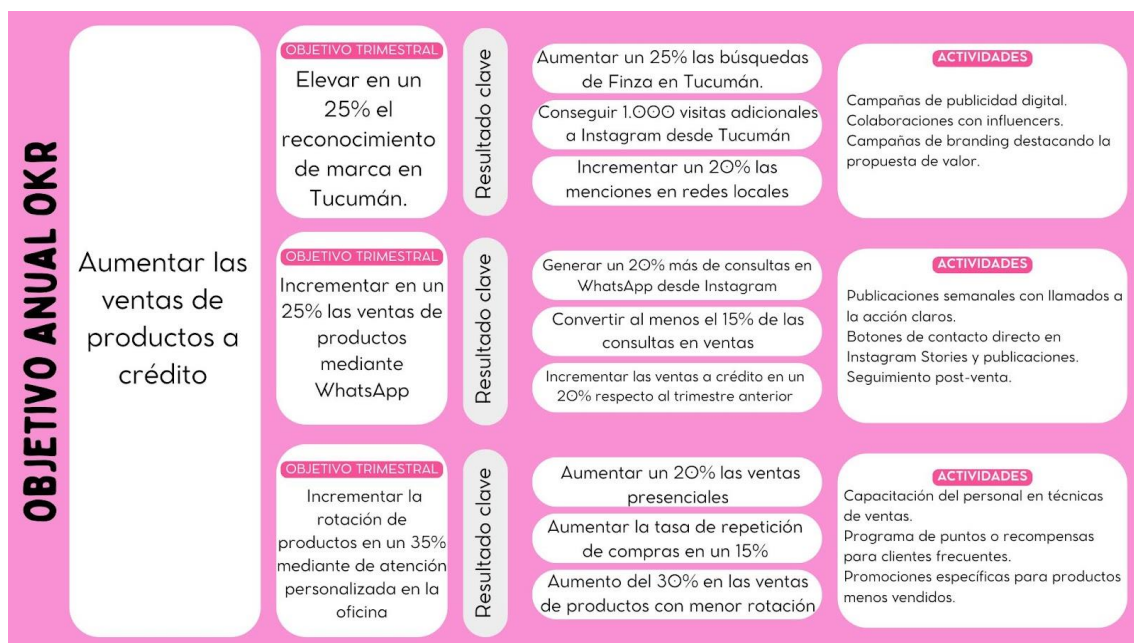 OBJETIVO ANUAL OKR
Aumentar las
ventas de
productos a
crédito
OBJETIVO TRIMESTRAL
Elevar en un
25% el
reconocimiento
de marca en
Tucumán.
Resultado clave
Aumentar un 25% las búsquedas
de Finza en Tucumán.
Conseguir 1.000 visitas adicionales
a Instagram desde Tucumán
Incrementar un 20% las
menciones en redes locales
ACTIVIDADES
Campañas de publicidad digital.
Colaboraciones con influencers.
Campañas de branding destacando la
propuesta de valor.
OBJETIVO TRIMESTRAL
Incrementar en un
25% las ventas de
productos
mediante
WhatsApp
Resultado clave
Generar un 20% más de consultas en
WhatsApp desde Instagram
Convertir al menos el 15% de las
consultas en ventas
Incrementar las ventas a crédito en un
20% respecto al trimestre anterior
ACTIVIDADES
Publicaciones semanales con llamados a
la acción claros.
Botones de contacto directo en
Instagram Stories y publicaciones.
Seguimiento post-venta.
OBJETIVO TRIMESTRAL
Incrementar la
rotación de
productos en un 35%
mediante de atención
personalizada en la
oficina
Resultado clave
Aumentar un 20% las ventas
presenciales
Aumentar la tasa de repetición
de compras en un 15%
Aumento del 30% en las ventas
de productos con menor rotación
ACTIVIDADES
Capacitación del personal en técnicas
de ventas.
Programa de puntos o recompensas
para clientes frecuentes.
Promociones específicas para productos
menos vendidos.